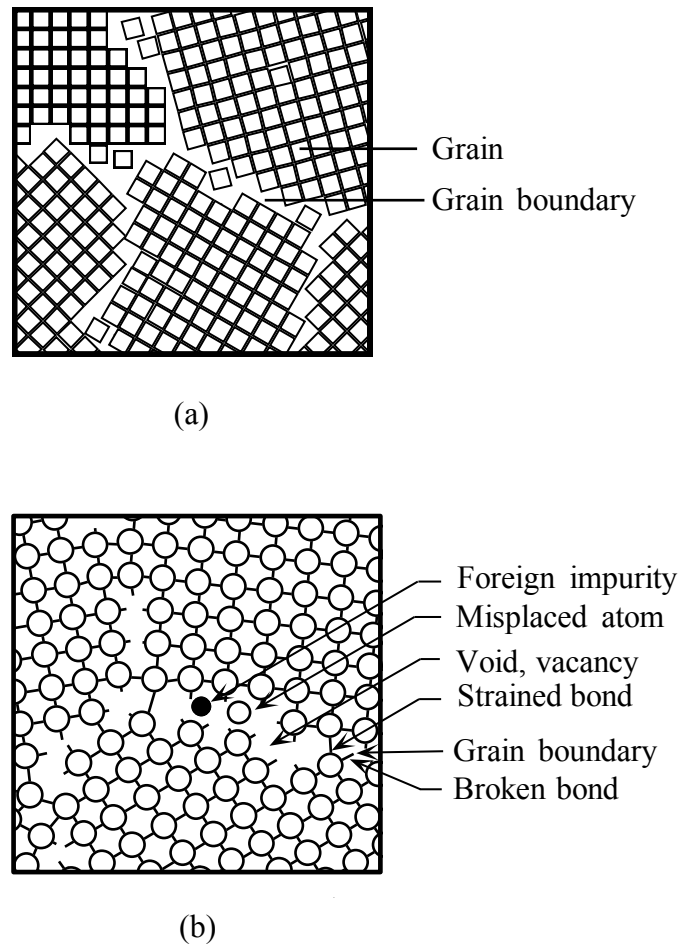 Grain
Grain boundary
(a)
Foreign impurity
Misplaced atom
Void, vacancy
Strained bond
Grain boundary
Broken bond
(b)